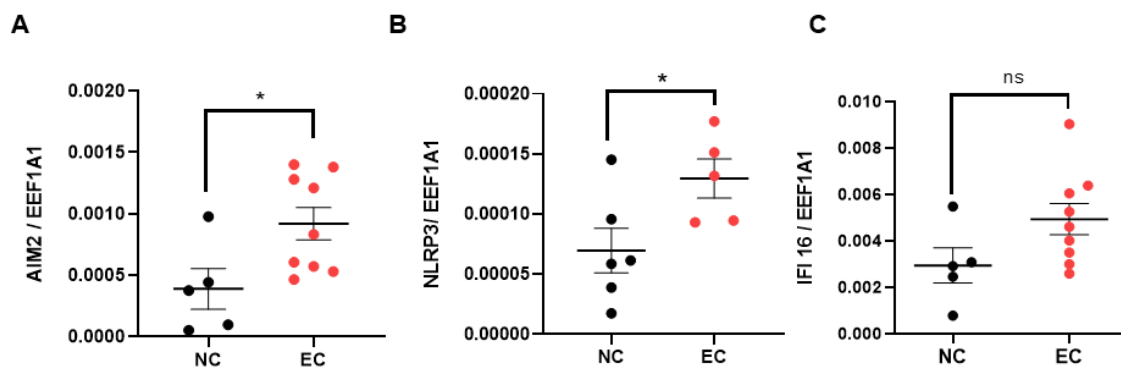 A
AIM2 / EEF1A1
0.0020
0.0015
0.0010
0.0005
0.0000
*
NC
EC
B
NLRP3/ EEF1A1
0.00020
0.00015
0.00010
0.00005
0.00000
*
NC
EC
C
IFI 16 / EEF1A1
0.010
0.008
0.006
0.004
0.002
0.000
ns
NC
EC